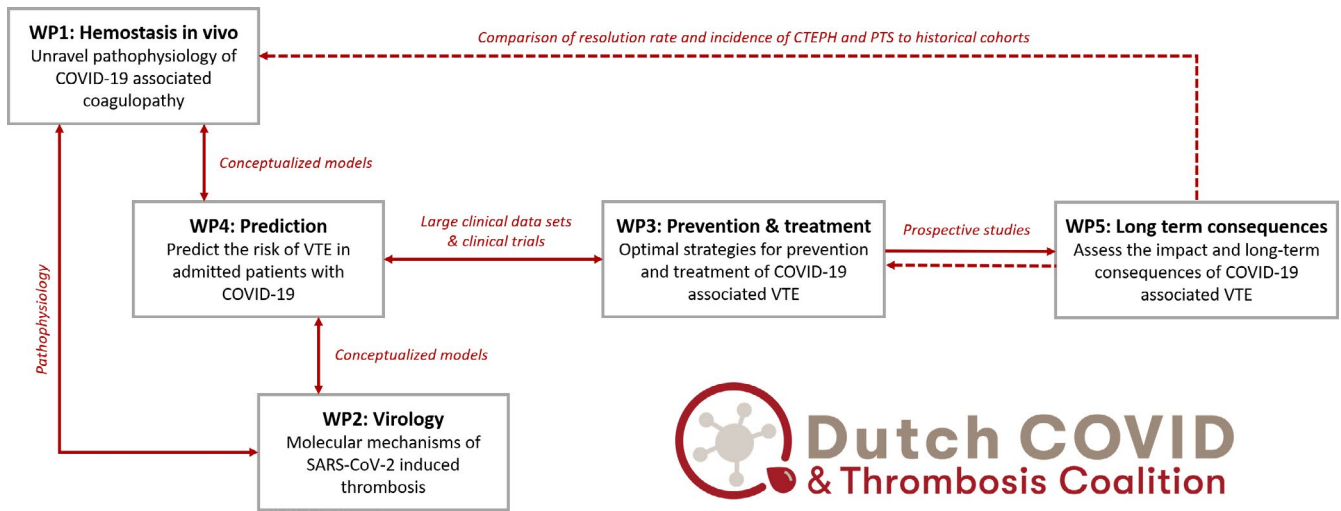 WP1: Hemostasis in vivo
Unravel pathophysiology of
COVID-19 associated
coagulopathy
Comparison of resolution rate and incidence of CTEPH and PTS to historical cohorts
Conceptualized models
WP4: Prediction
Predict the risk of VTE in
admitted patients with
COVID-19
Large clinical data sets
& clinical trials
WP3: Prevention & treatment
Optimal strategies for prevention
and treatment of COVID-19
associated VTE
Prospective studies
WP5: Long term consequences
Assess the impact and long-term
consequences of COVID-19
associated VTE
Pathophysiology
Conceptualized models
WP2: Virology
Molecular mechanisms of
SARS-CoV-2 induced
thrombosis
Dutch COVID
& Thrombosis Coalition